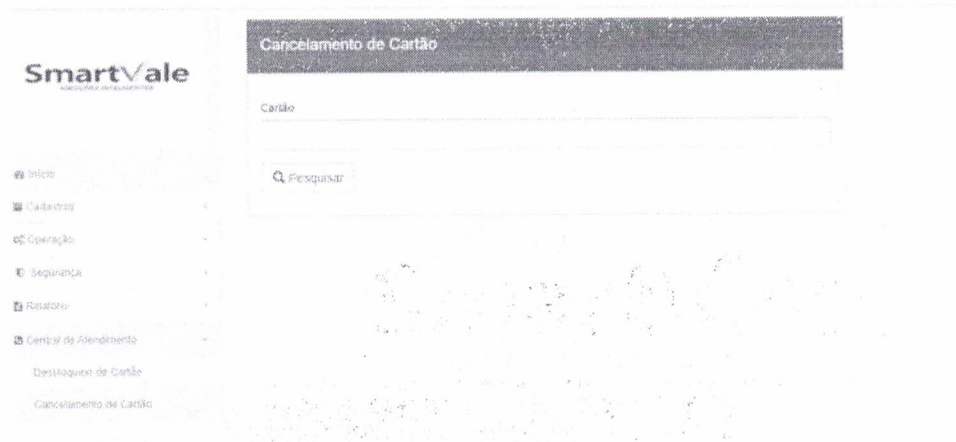 SmartVale
Início
Cadastros
Operação
Segurança
Relatório
Central de Atendimento
Desbloqueio de Cartão
Cancelamento de Cartão
Cancelamento de Cartão
Cartão
Pesquisar